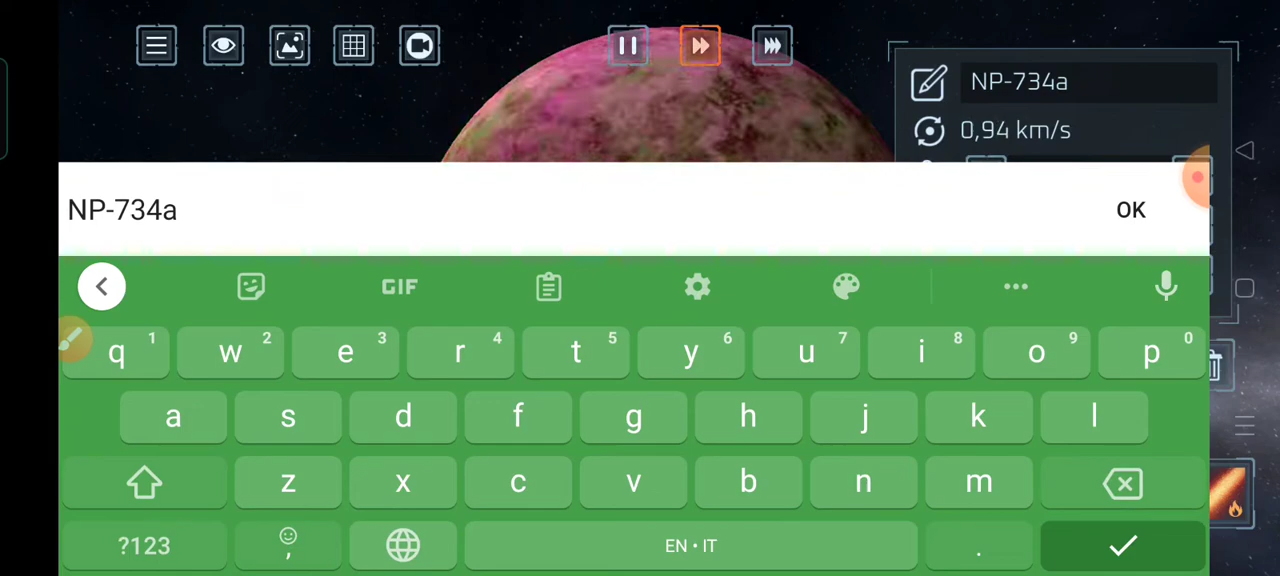 NP-734a
0,94 km/s
NP-734a OK
GIF
q 1 w 2 e 3 r 4 t 5 y 6 u 7 i 8 o 9 p 0
a s d f g h j k l
z x c v b n m
?123 , EN • IT .